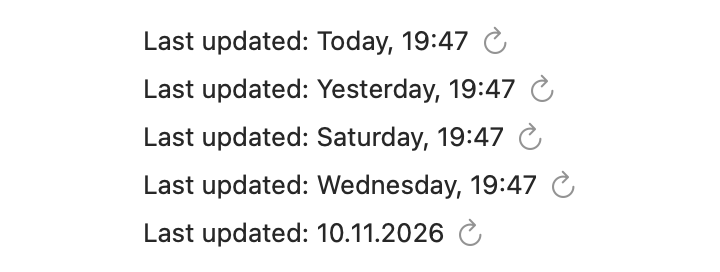 Last updated: Today, 19:47
Last updated: Yesterday, 19:47
Last updated: Saturday, 19:47
Last updated: Wednesday, 19:47
Last updated: 10.11.2026